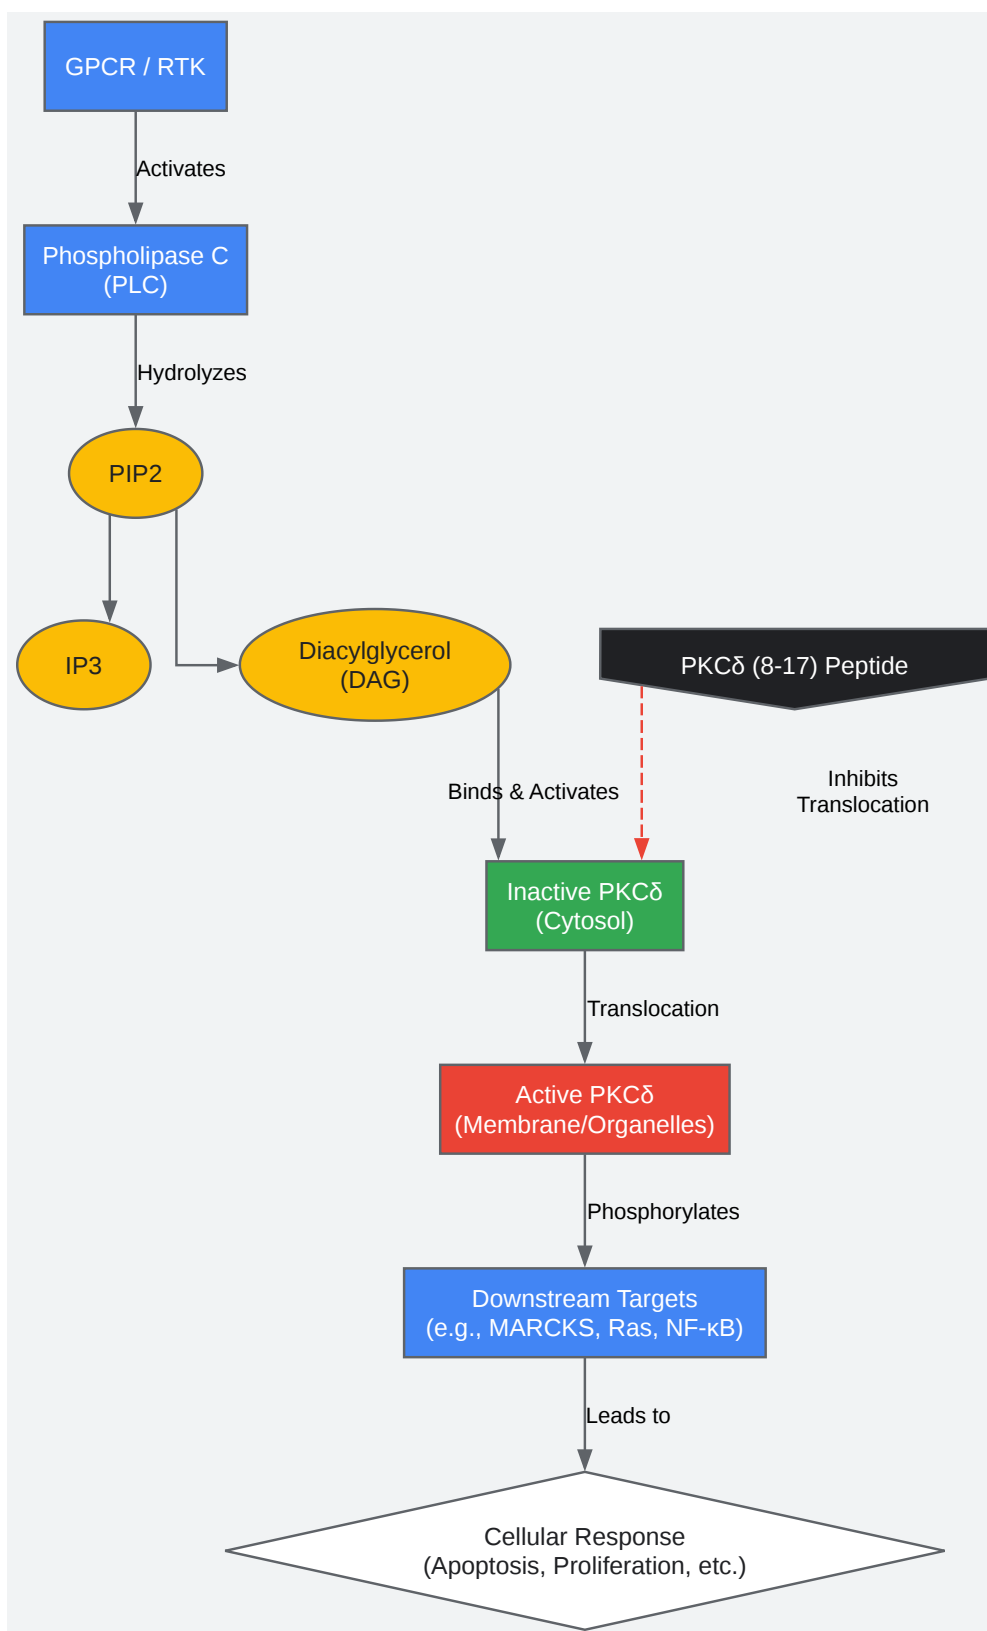 GPCR / RTK
Activates
Phospholipase C
(PLC)
Hydrolyzes
PIP2
IP3
Diacylglycerol
(DAG)
PKCδ (8-17) Peptide
Binds & Activates
Inhibits
Translocation
Inactive PKCδ
(Cytosol)
Translocation
Active PKCδ
(Membrane/Organelles)
Phosphorylates
Downstream Targets
(e.g., MARCKS, Ras, NF-κB)
Leads to
Cellular Response
(Apoptosis, Proliferation, etc.)